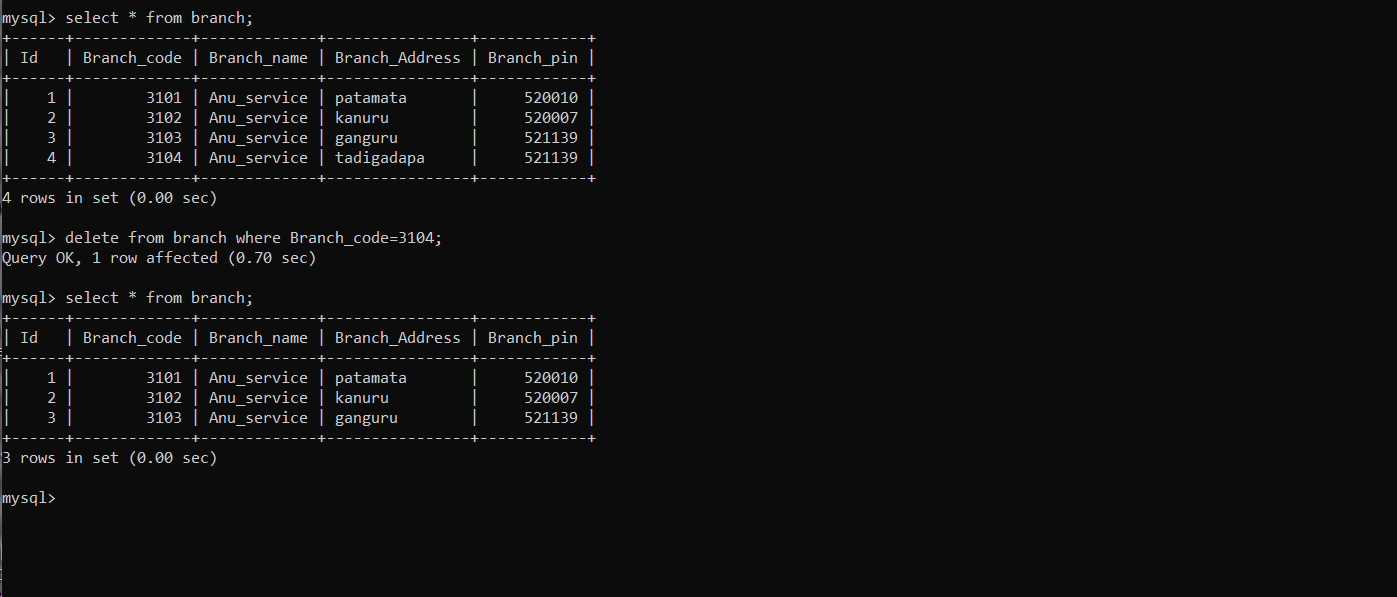 mysql> select * from branch;
+------+-------------+-------------+----------------+------------+
| Id   | Branch_code | Branch_name | Branch_Address | Branch_pin |
+------+-------------+-------------+----------------+------------+
|    1 |        3101 | Anu_service | patamata       |     520010 |
|    2 |        3102 | Anu_service | kanuru         |     520007 |
|    3 |        3103 | Anu_service | ganguru        |     521139 |
|    4 |        3104 | Anu_service | tadigadapa     |     521139 |
+------+-------------+-------------+----------------+------------+
4 rows in set (0.00 sec)

mysql> delete from branch where Branch_code=3104;
Query OK, 1 row affected (0.70 sec)

mysql> select * from branch;
+------+-------------+-------------+----------------+------------+
| Id   | Branch_code | Branch_name | Branch_Address | Branch_pin |
+------+-------------+-------------+----------------+------------+
|    1 |        3101 | Anu_service | patamata       |     520010 |
|    2 |        3102 | Anu_service | kanuru         |     520007 |
|    3 |        3103 | Anu_service | ganguru        |     521139 |
+------+-------------+-------------+----------------+------------+
3 rows in set (0.00 sec)

mysql>